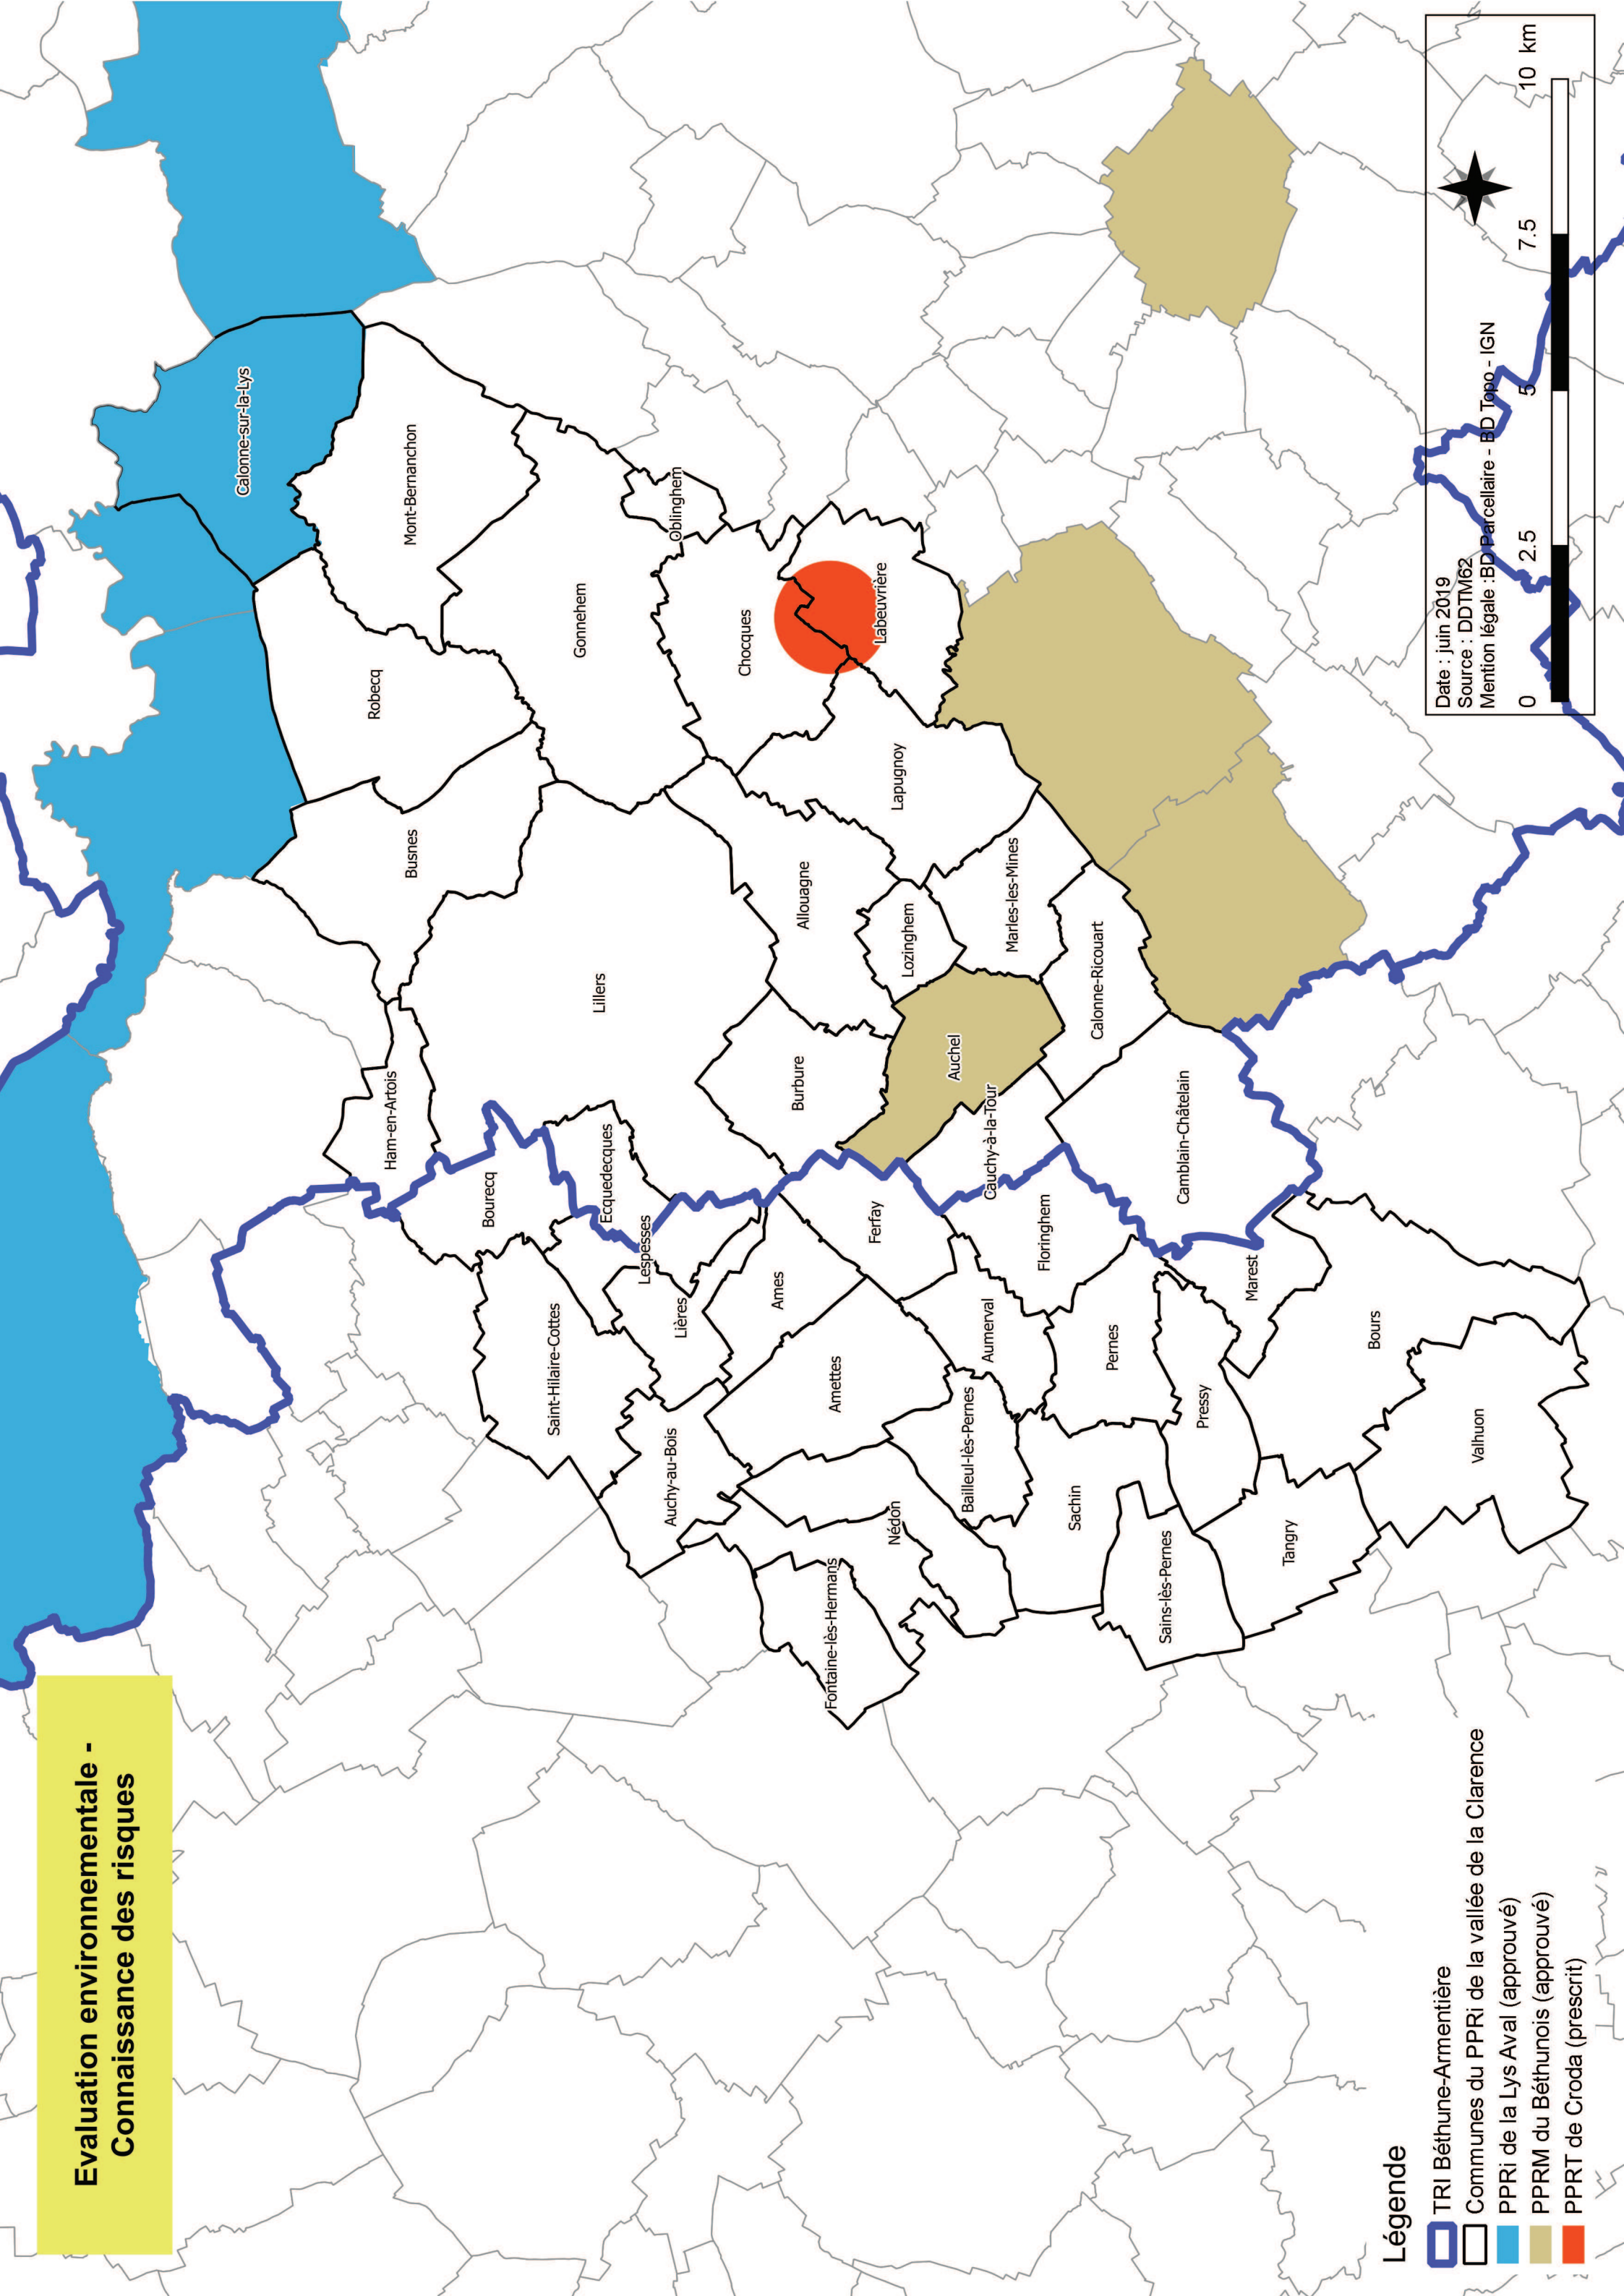 Evaluation environnementale -
Connaissance des risques
Calonne-sur-la-Lys
Mont-Bernanchon
Robecq
Busnes
Ham-en-Artois
Gonnehem
Oblinghem
Lillers
Bourecq
Ecquedecques
Saint-Hilaire-Cottes
Lespesses
Lières
Auchy-au-Bois
Chocques
Labeuvrière
Allouagne
Burbure
Ames
Amettes
Lapugnoy
Lozinghem
Auchel
Ferfay
Nédon
Fontaine-lès-Hermans
Marles-les-Mines
Cauchy-à-la-Tour
Aumerval
Bailleul-lès-Pernes
Calonne-Ricouart
Floringhem
Pernes
Sachin
Camblain-Châtelain
Pressy
Sains-lès-Pernes
Marest
Tangry
Bours
Valhuon
Légende
TRI Béthune-Armentière
Communes du PPRi de la vallée de la Clarence
PPRi de la Lys Aval (approuvé)
PPRM du Béthunois (approuvé)
PPRT de Croda (prescrit)
Date : juin 2019
Source : DDTM62
Mention légale :BD Parcellaire - BD Topo - IGN
0 2.5 5 7.5 10 km